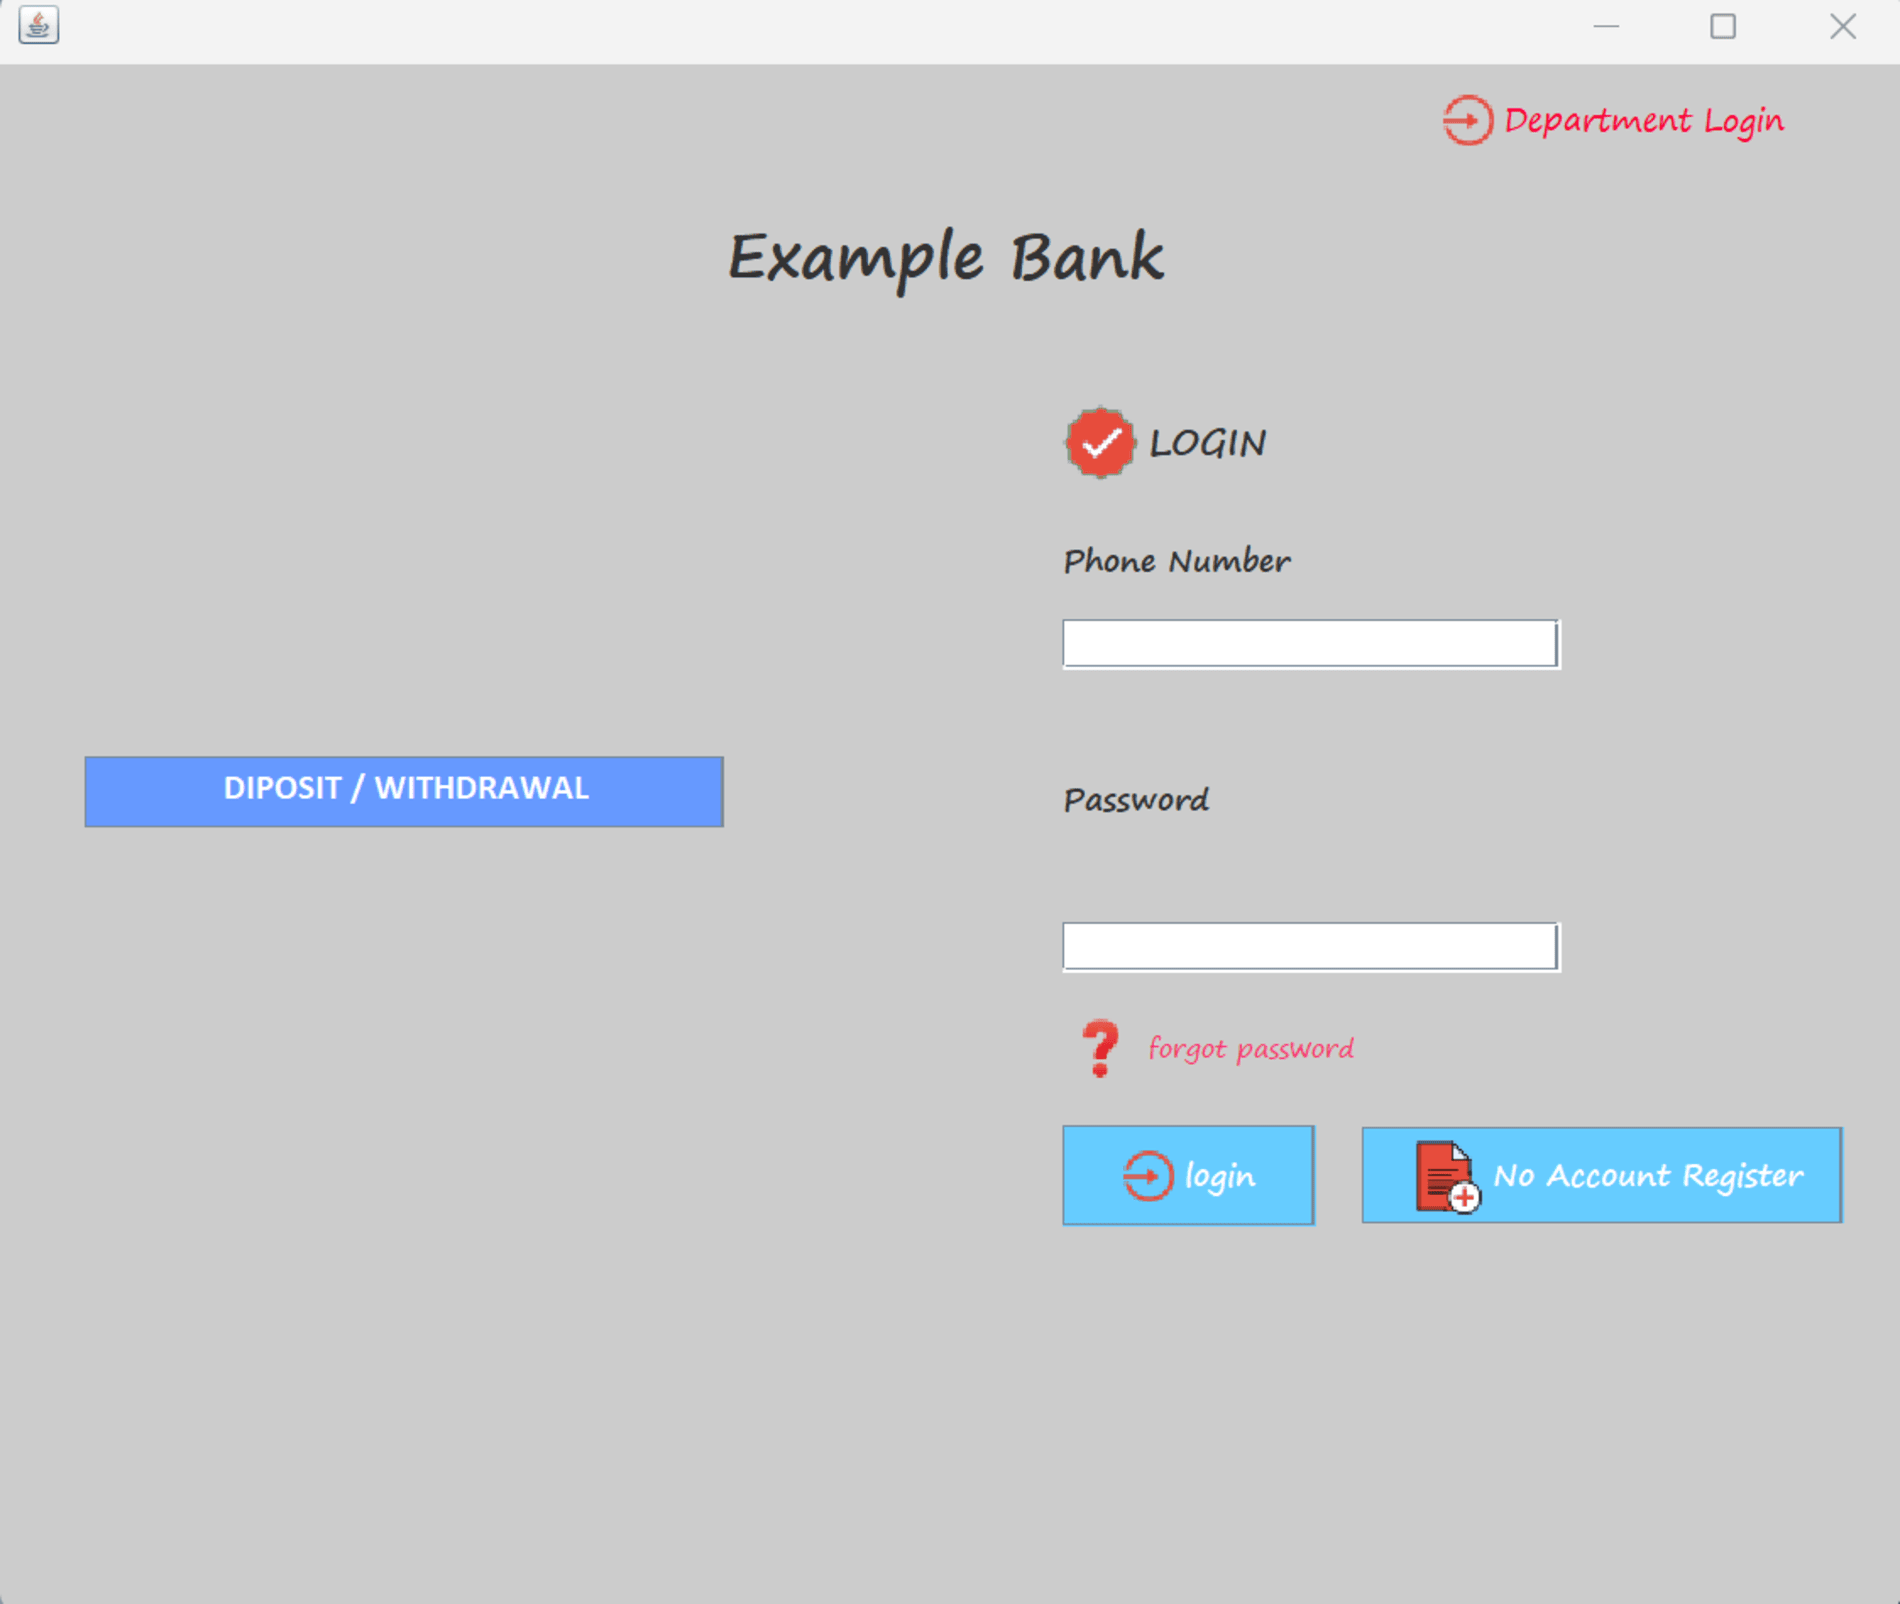 Department Login
Example Bank
LOGIN
Phone Number
DIPOSIT / WITHDRAWAL
Password
forgot password
login
No Account Register